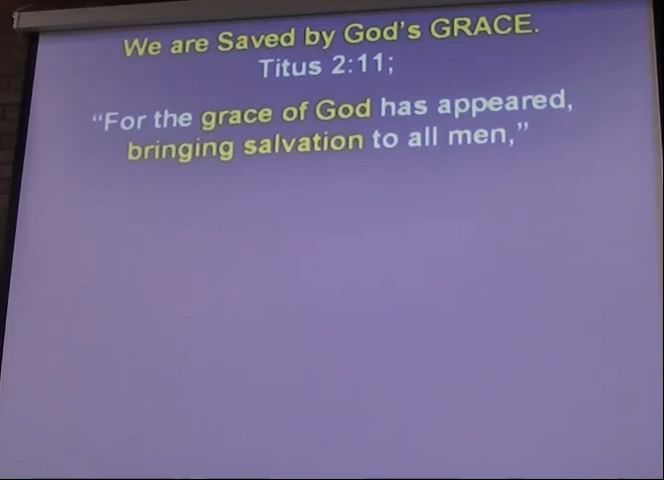 We are Saved by God's GRACE.
Titus 2:11;
“For the grace of God has appeared,
bringing salvation to all men,”